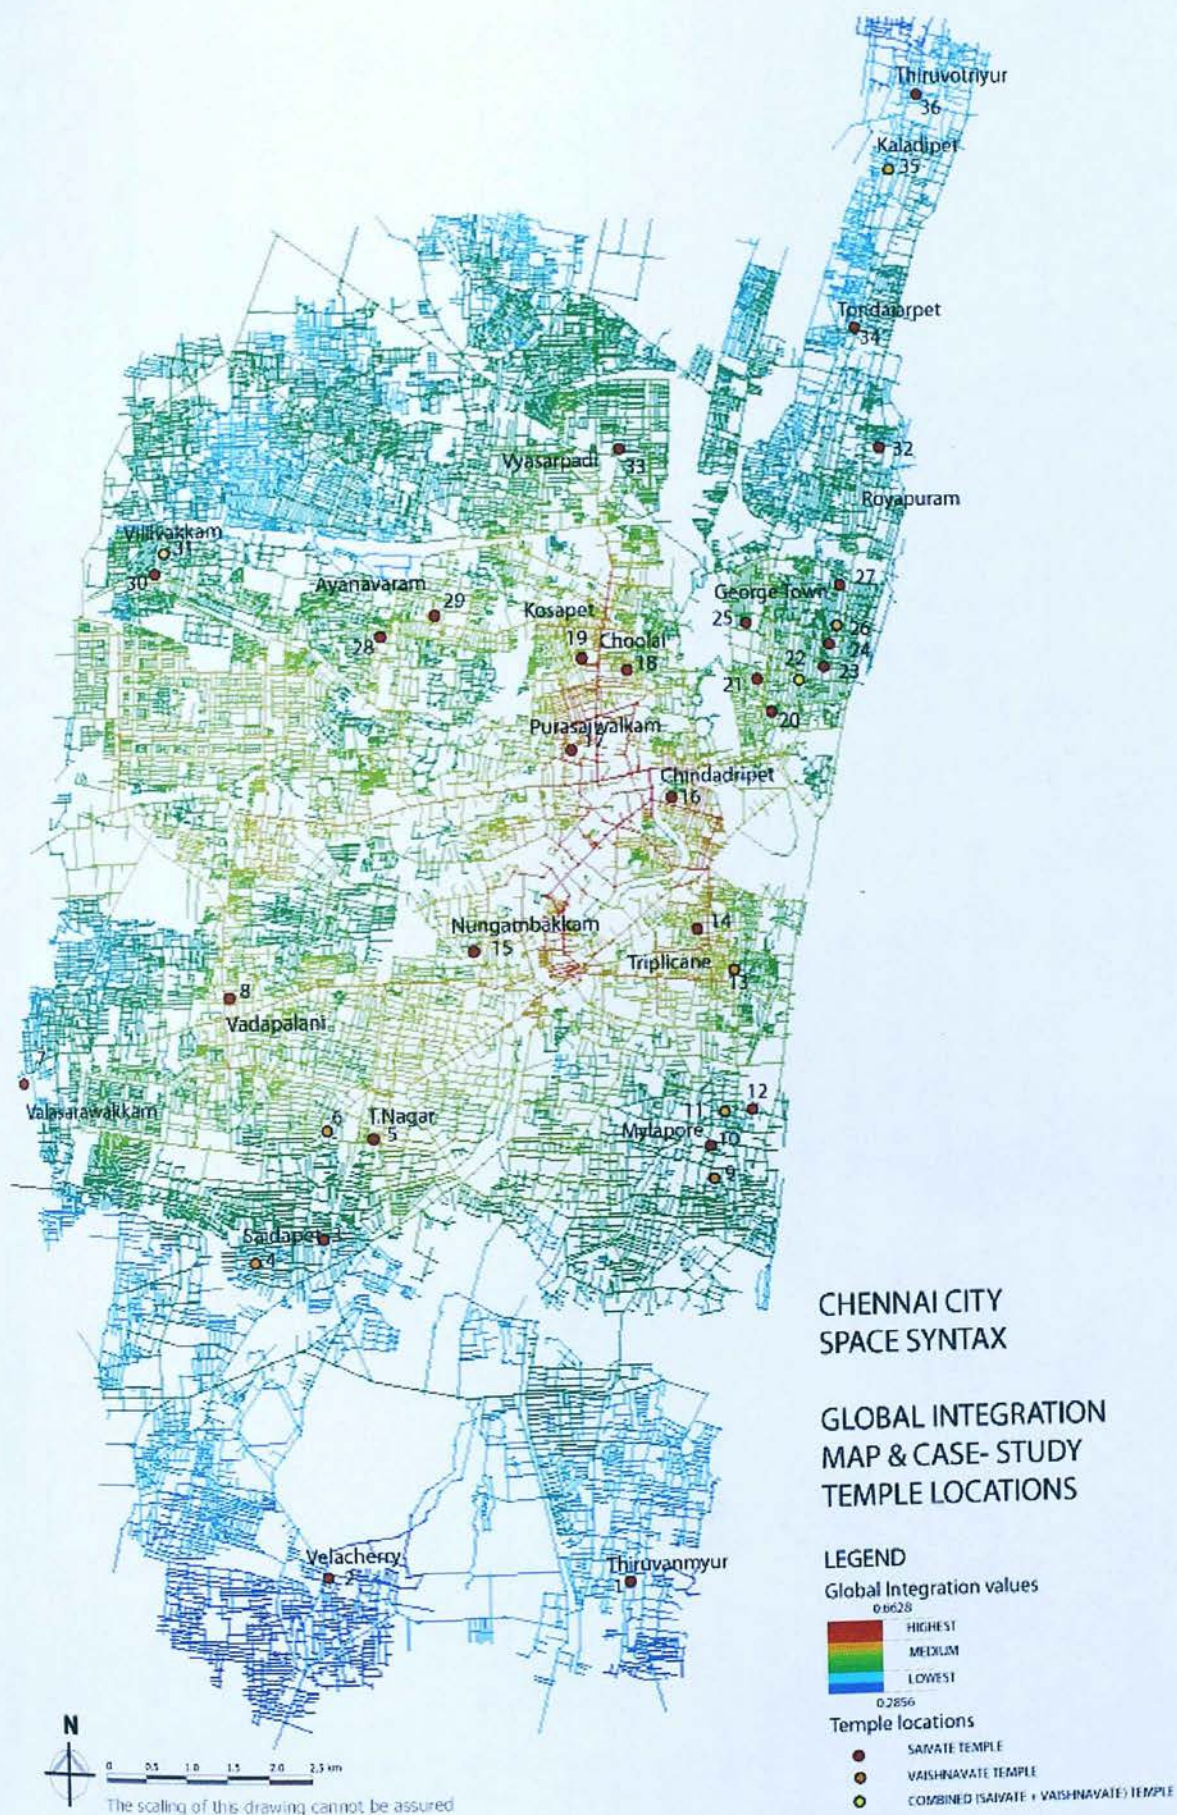 Thiruvotriyur
36
Kaladipet
35
Tondaiarpet
34
32
Vyasarpadi
33
Royapuram
Villivakkam
31
30
Ayanavaram
29
28
Kosapet
19
Choolai
18
George Town
27
25
26
24
22
23
21
20
Purasaiwalkam
17
Chindadripet
16
Nungambakkam
15
14
Triplicane
13
8
Vadapalani
7
Valasarawakkam
6
T.Nagar
5
12
11
Mylapore
10
9
Saidapet
3
4
Velacherry
2
Thiruvanmyur
1
CHENNAI CITY
SPACE SYNTAX
GLOBAL INTEGRATION
MAP & CASE- STUDY
TEMPLE LOCATIONS
LEGEND
Global Integration values
0.6628
HIGHEST
MEDIUM
LOWEST
0.2856
Temple locations
SAIVATE TEMPLE
VAISHNAVATE TEMPLE
COMBINED (SAIVATE + VAISHNAVATE) TEMPLE
N
0 0.5 1.0 1.5 2.0 2.5 km
The scaling of this drawing cannot be assured